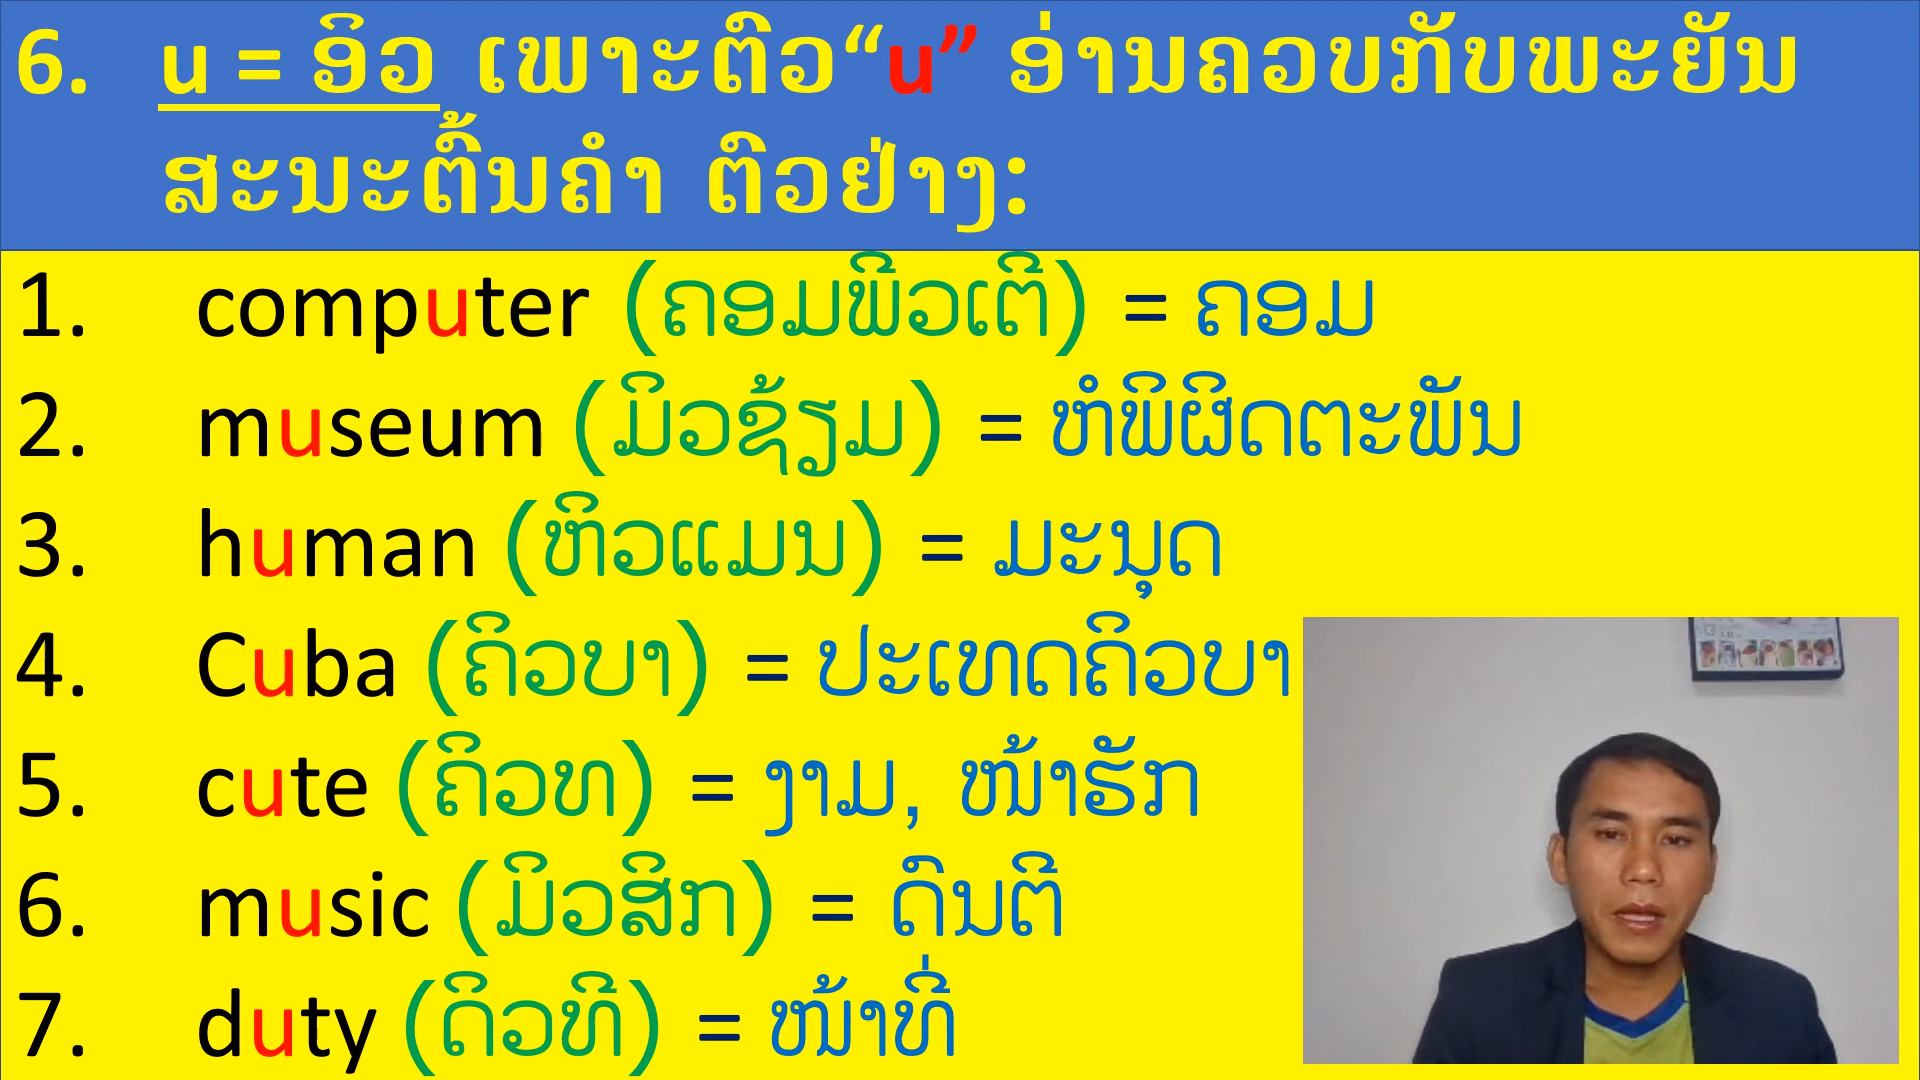 6. u = ອິວ ເພາະຕົວ“u” ອ່ານຄວບກັບພະຍັນ
ສະນະຕົ້ນຄຳ ຕົວຢ່າງ:
1. computer (ຄອມພີວເຕີ) = ຄອມ
2. museum (ມິວຊ້ຽມ) = ຫໍພິຜິດຕະພັນ
3. human (ຫິວແມນ) = ມະນຸດ
4. Cuba (ຄິວບາ) = ປະເທດຄິວບາ
5. cute (ຄິວທ) = ງາມ, ໜ້າຮັກ
6. music (ມິວສິກ) = ດົນຕີ
7. duty (ດິວທີ) = ໜ້າທີ່